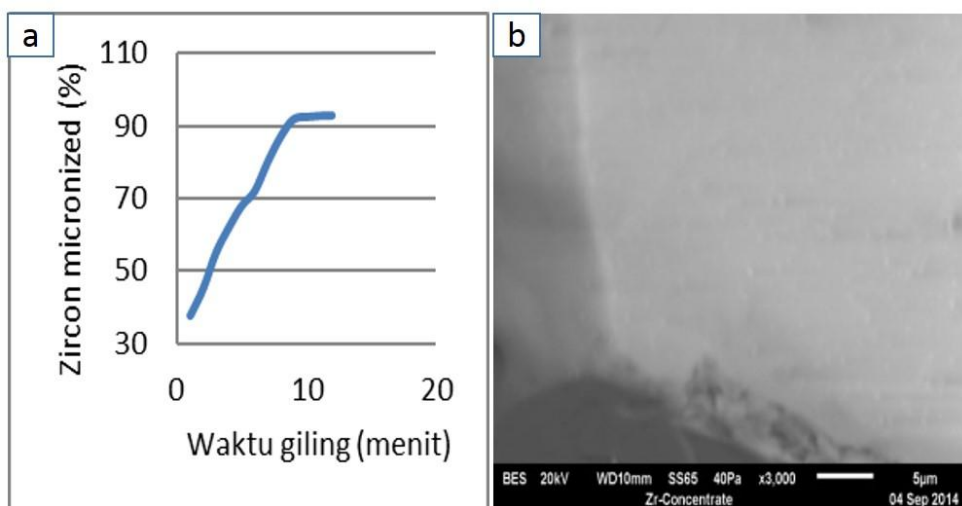 a
110
90
70
50
30
Zircon micronized (%)
0 10 20
Waktu giling (menit)
b
BES 20kV WD10mm SS65 40Pa x3,000 5μm
Zr-Concentrate 04 Sep 2014